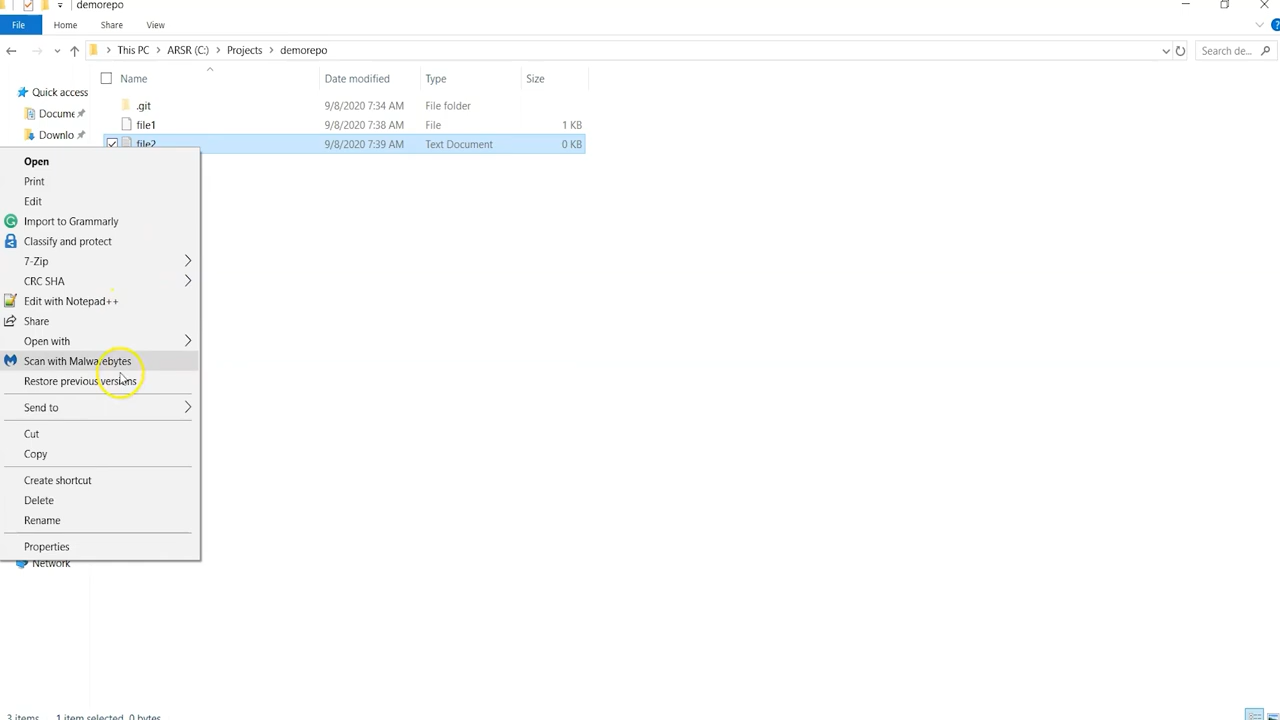 demorepo
File Home Share View
This PC ARSR (C:) Projects demorepo Search de...
Name Date modified Type Size
Quick access
.git 9/8/2020 7:34 AM File folder
Docume
file1 9/8/2020 7:38 AM File 1 KB
Downlo
file2 9/8/2020 7:39 AM Text Document 0 KB
Open
Print
Edit
Import to Grammarly
Classify and protect
7-Zip
CRC SHA
Edit with Notepad++
Share
Open with
Scan with Malwarebytes
Restore previous versions
Send to
Cut
Copy
Create shortcut
Delete
Rename
Properties
Network
3 items 1 item selected 0 bytes